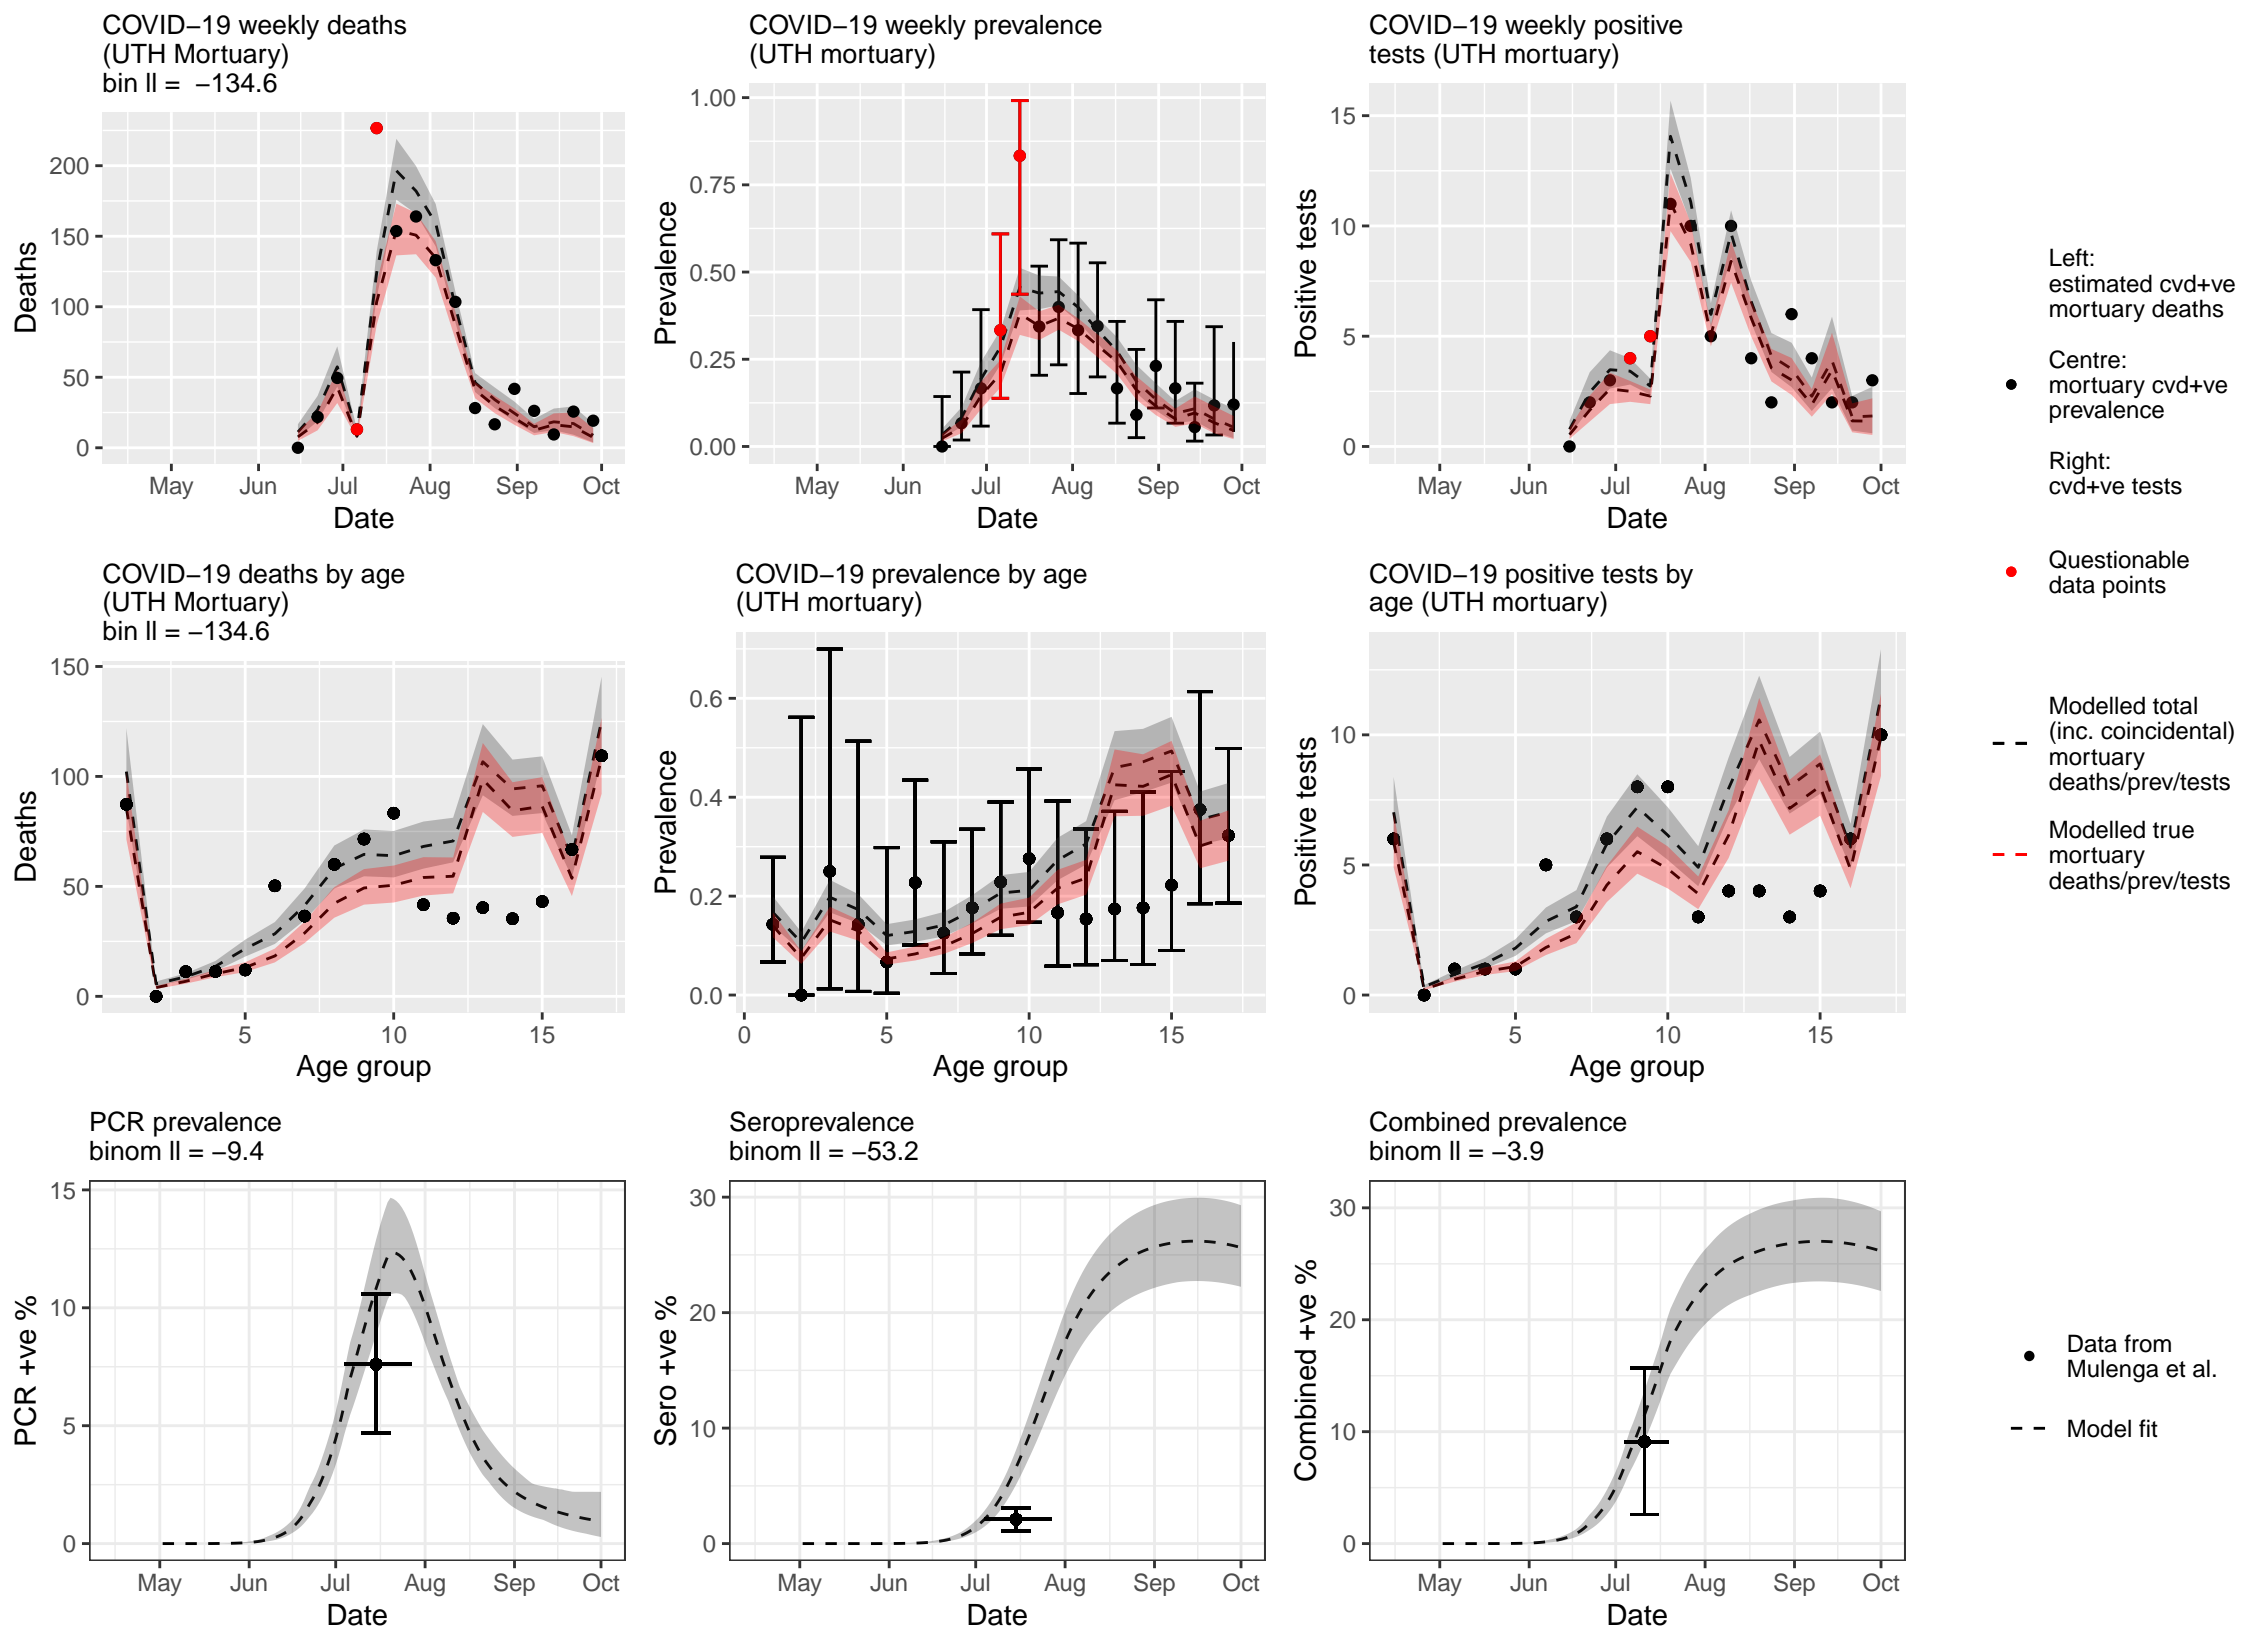 COVID−19 weekly deaths
(UTH Mortuary)
bin ll =  −134.6
200
150
100
50
0
Deaths
May Jun Jul Aug Sep Oct
Date
COVID−19 weekly prevalence
(UTH mortuary)
1.00
0.75
0.50
0.25
0.00
Prevalence
May Jun Jul Aug Sep Oct
Date
COVID−19 weekly positive
tests (UTH mortuary)
15
10
5
0
Positive tests
May Jun Jul Aug Sep Oct
Date
Left:
estimated cvd+ve
mortuary deaths
Centre:
mortuary cvd+ve
prevalence
Right:
cvd+ve tests
Questionable
data points
Modelled total
(inc. coincidental)
mortuary
deaths/prev/tests
Modelled true
mortuary
deaths/prev/tests
COVID−19 deaths by age
(UTH Mortuary)
bin ll = −134.6
150
100
50
0
Deaths
5 10 15
Age group
COVID−19 prevalence by age
(UTH mortuary)
0.6
0.4
0.2
0.0
Prevalence
0 5 10 15
Age group
COVID−19 positive tests by
age (UTH mortuary)
10
5
0
Positive tests
5 10 15
Age group
PCR prevalence
binom ll = −9.4
15
10
5
0
PCR +ve %
May Jun Jul Aug Sep Oct
Date
Seroprevalence
binom ll = −53.2
30
20
10
0
Sero +ve %
May Jun Jul Aug Sep Oct
Date
Combined prevalence
binom ll = −3.9
30
20
10
0
Combined +ve %
May Jun Jul Aug Sep Oct
Date
Data from
Mulenga et al.
Model fit